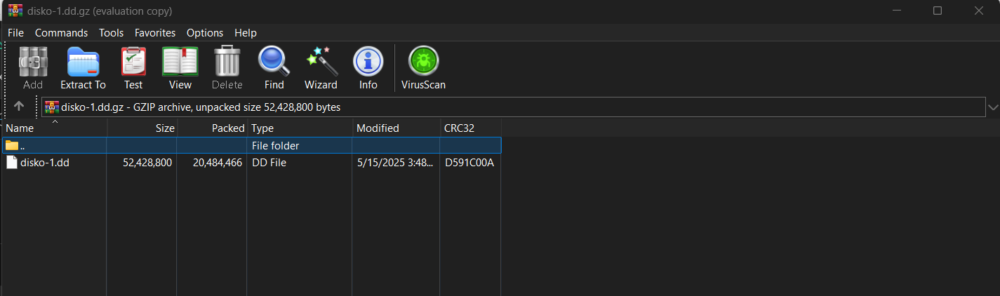 disko-1.dd.gz (evaluation copy)
File Commands Tools Favorites Options Help
Add Extract To Test View Delete Find Wizard Info VirusScan
disko-1.dd.gz - GZIP archive, unpacked size 52,428,800 bytes
Name Size Packed Type Modified CRC32
.. File folder
disko-1.dd 52,428,800 20,484,466 DD File 5/15/2025 3:48... D591C00A